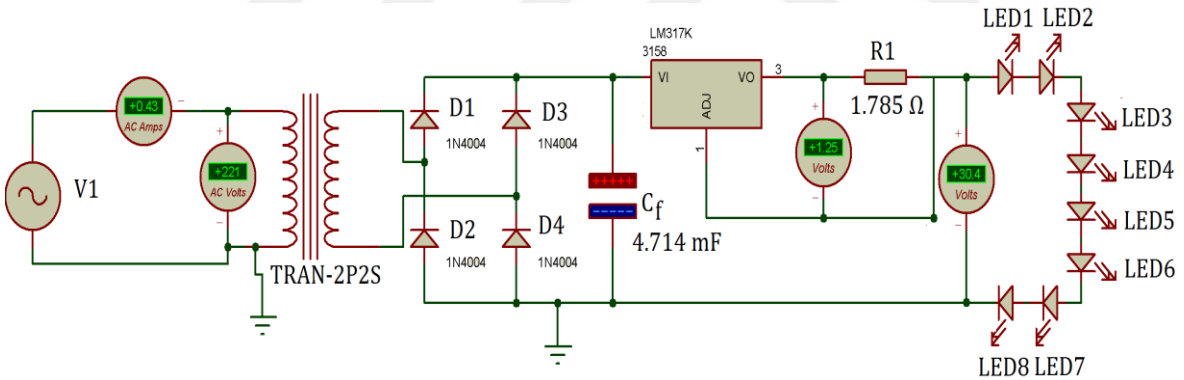 LED1 LED2
LM317K
3158
R1
VI
VO
3
ADJ
1
1.785 Ω
+0.43
AC Amps
+
+221
AC Volts
V1
D1
1N4004
D3
1N4004
+1.25
Volts
+30.4
Volts
LED3
LED4
LED5
LED6
+++++
-----
Cf
4.714 mF
D2
1N4004
D4
1N4004
TRAN-2P2S
LED8 LED7